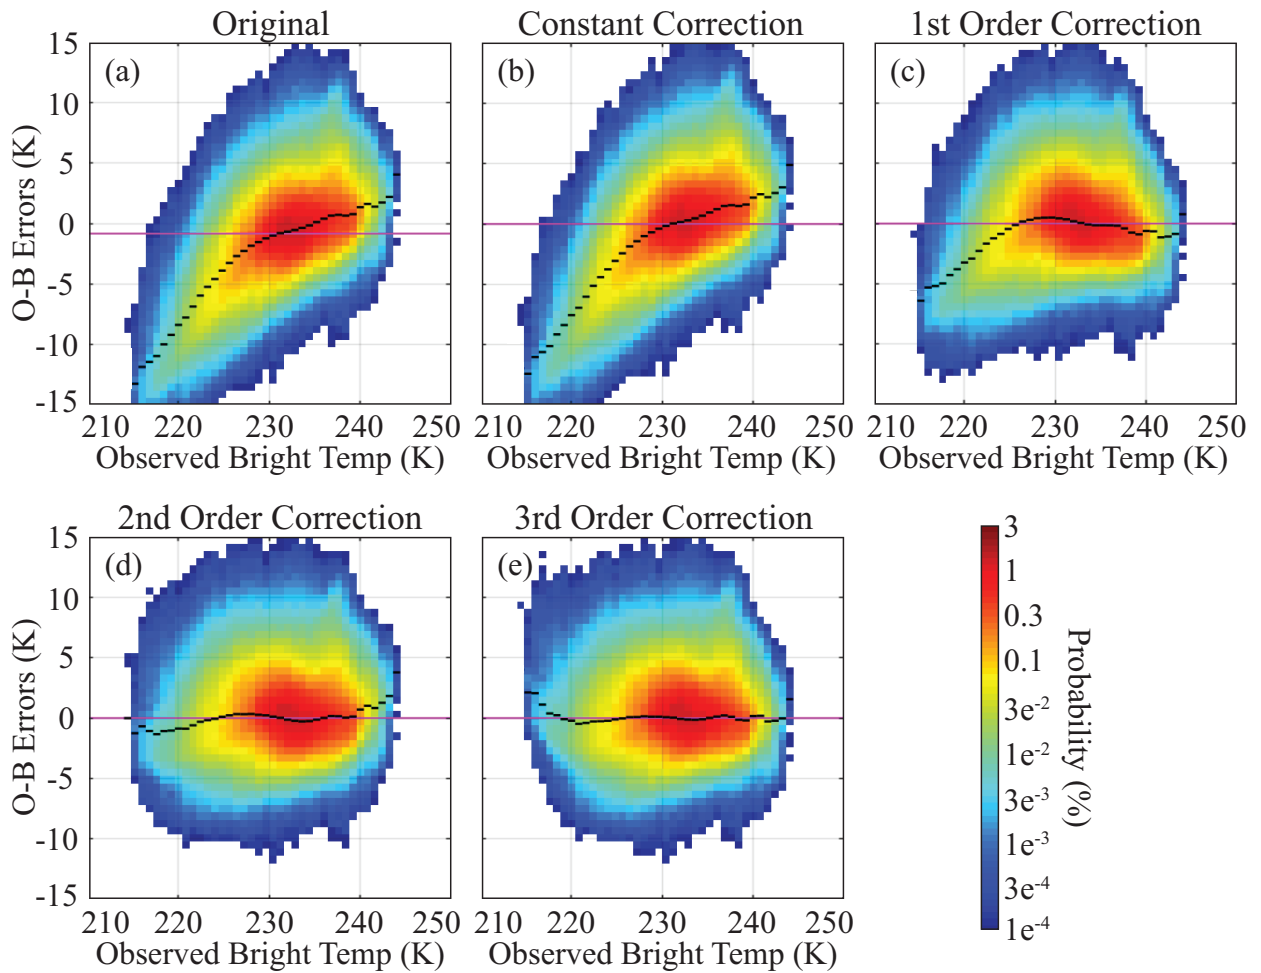 Original
Constant Correction
1st Order Correction
(a)
(b)
(c)
15
10
5
0
-5
-10
-15
O-B Errors (K)
210 220 230 240 250
210 220 230 240 250
210 220 230 240 250
Observed Bright Temp (K)
Observed Bright Temp (K)
Observed Bright Temp (K)
2nd Order Correction
3rd Order Correction
(d)
(e)
15
10
5
0
-5
-10
-15
O-B Errors (K)
210 220 230 240 250
210 220 230 240 250
Observed Bright Temp (K)
Observed Bright Temp (K)
3
1
0.3
0.1
3e-2
1e-2
3e-3
1e-3
3e-4
1e-4
Probability (%)